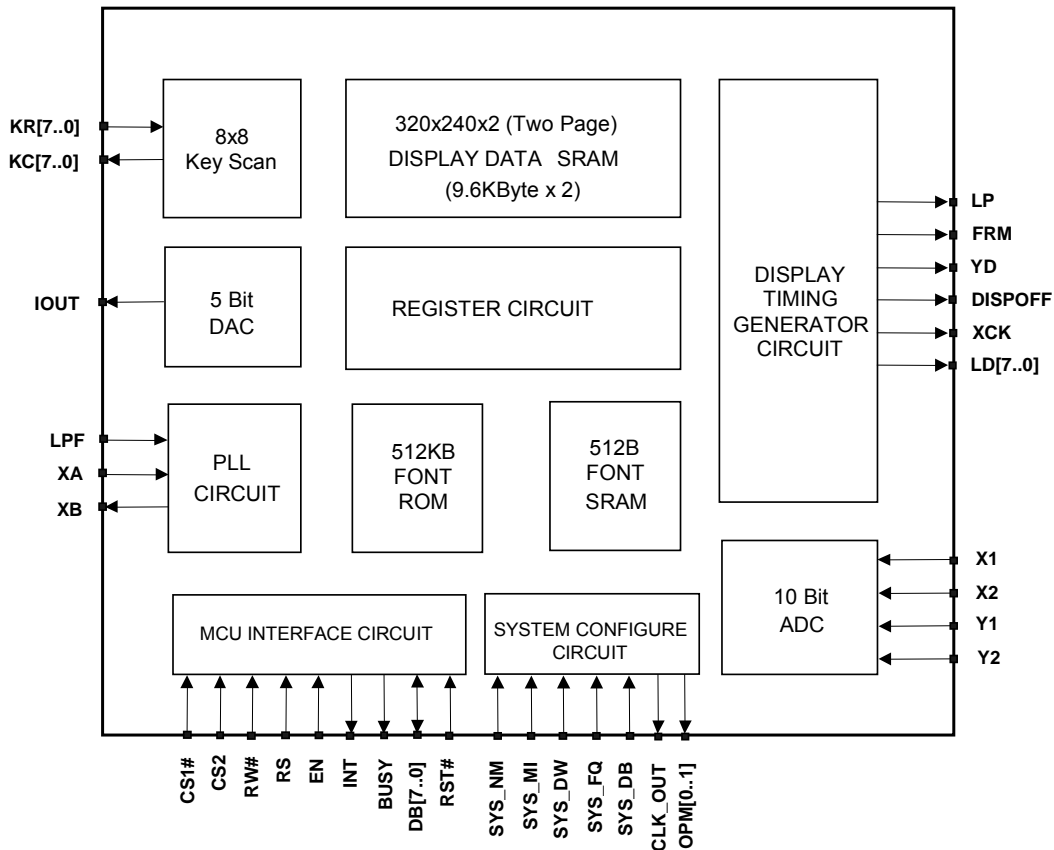 KR[7..0]
KC[7..0]
8x8
Key Scan
320x240x2 (Two Page)
DISPLAY DATA SRAM
(9.6KByte x 2)
IOUT
5 Bit
DAC
REGISTER CIRCUIT
DISPLAY
TIMING
GENERATOR
CIRCUIT
LP
FRM
YD
DISPOFF
XCK
LD[7..0]
LPF
XA
XB
PLL
CIRCUIT
512KB
FONT
ROM
512B
FONT
SRAM
10 Bit
ADC
X1
X2
Y1
Y2
MCU INTERFACE CIRCUIT
SYSTEM CONFIGURE
CIRCUIT
CS1#
CS2
RW#
RS
EN
INT
BUSY
DB[7..0]
RST#
SYS_NM
SYS_MI
SYS_DW
SYS_FQ
SYS_DB
CLK_OUT
OPM[0..1]